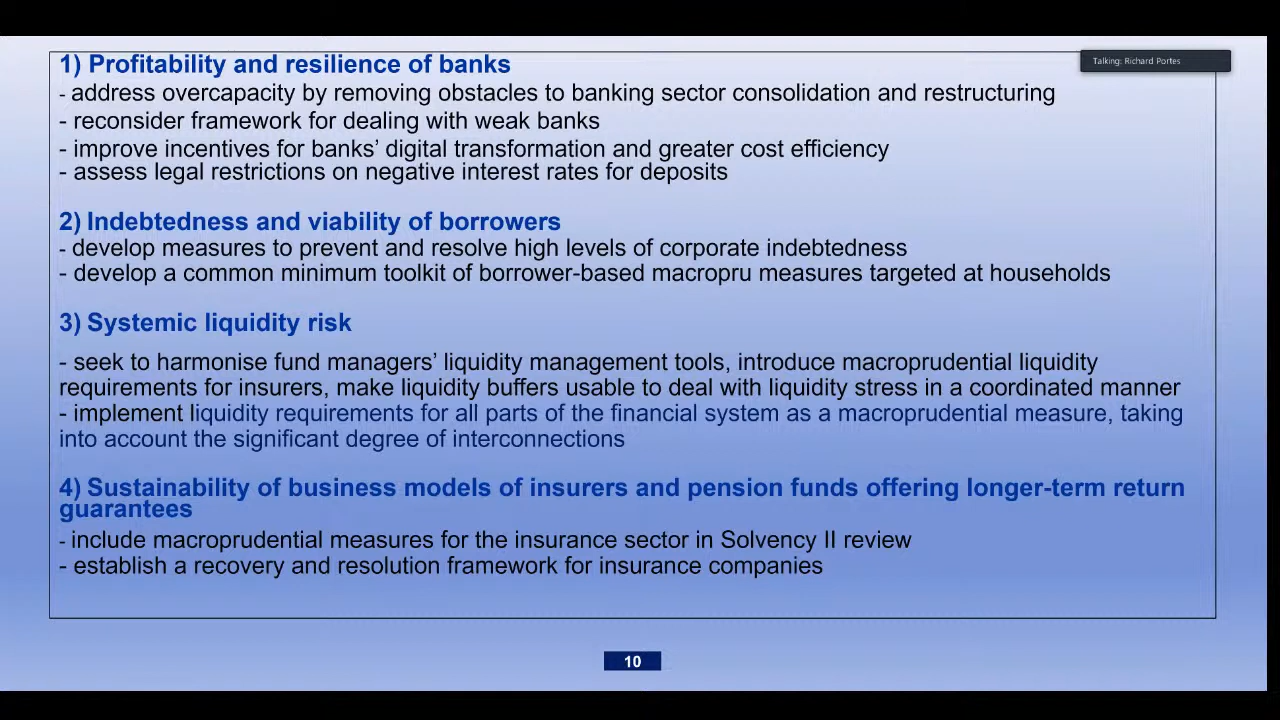 1) Profitability and resilience of banks
Talking: Richard Portes
- address overcapacity by removing obstacles to banking sector consolidation and restructuring
- reconsider framework for dealing with weak banks
- improve incentives for banks’ digital transformation and greater cost efficiency
- assess legal restrictions on negative interest rates for deposits
2) Indebtedness and viability of borrowers
- develop measures to prevent and resolve high levels of corporate indebtedness
- develop a common minimum toolkit of borrower-based macropru measures targeted at households
3) Systemic liquidity risk
- seek to harmonise fund managers’ liquidity management tools, introduce macroprudential liquidity
requirements for insurers, make liquidity buffers usable to deal with liquidity stress in a coordinated manner
- implement liquidity requirements for all parts of the financial system as a macroprudential measure, taking
into account the significant degree of interconnections
4) Sustainability of business models of insurers and pension funds offering longer-term return
guarantees
- include macroprudential measures for the insurance sector in Solvency II review
- establish a recovery and resolution framework for insurance companies
10